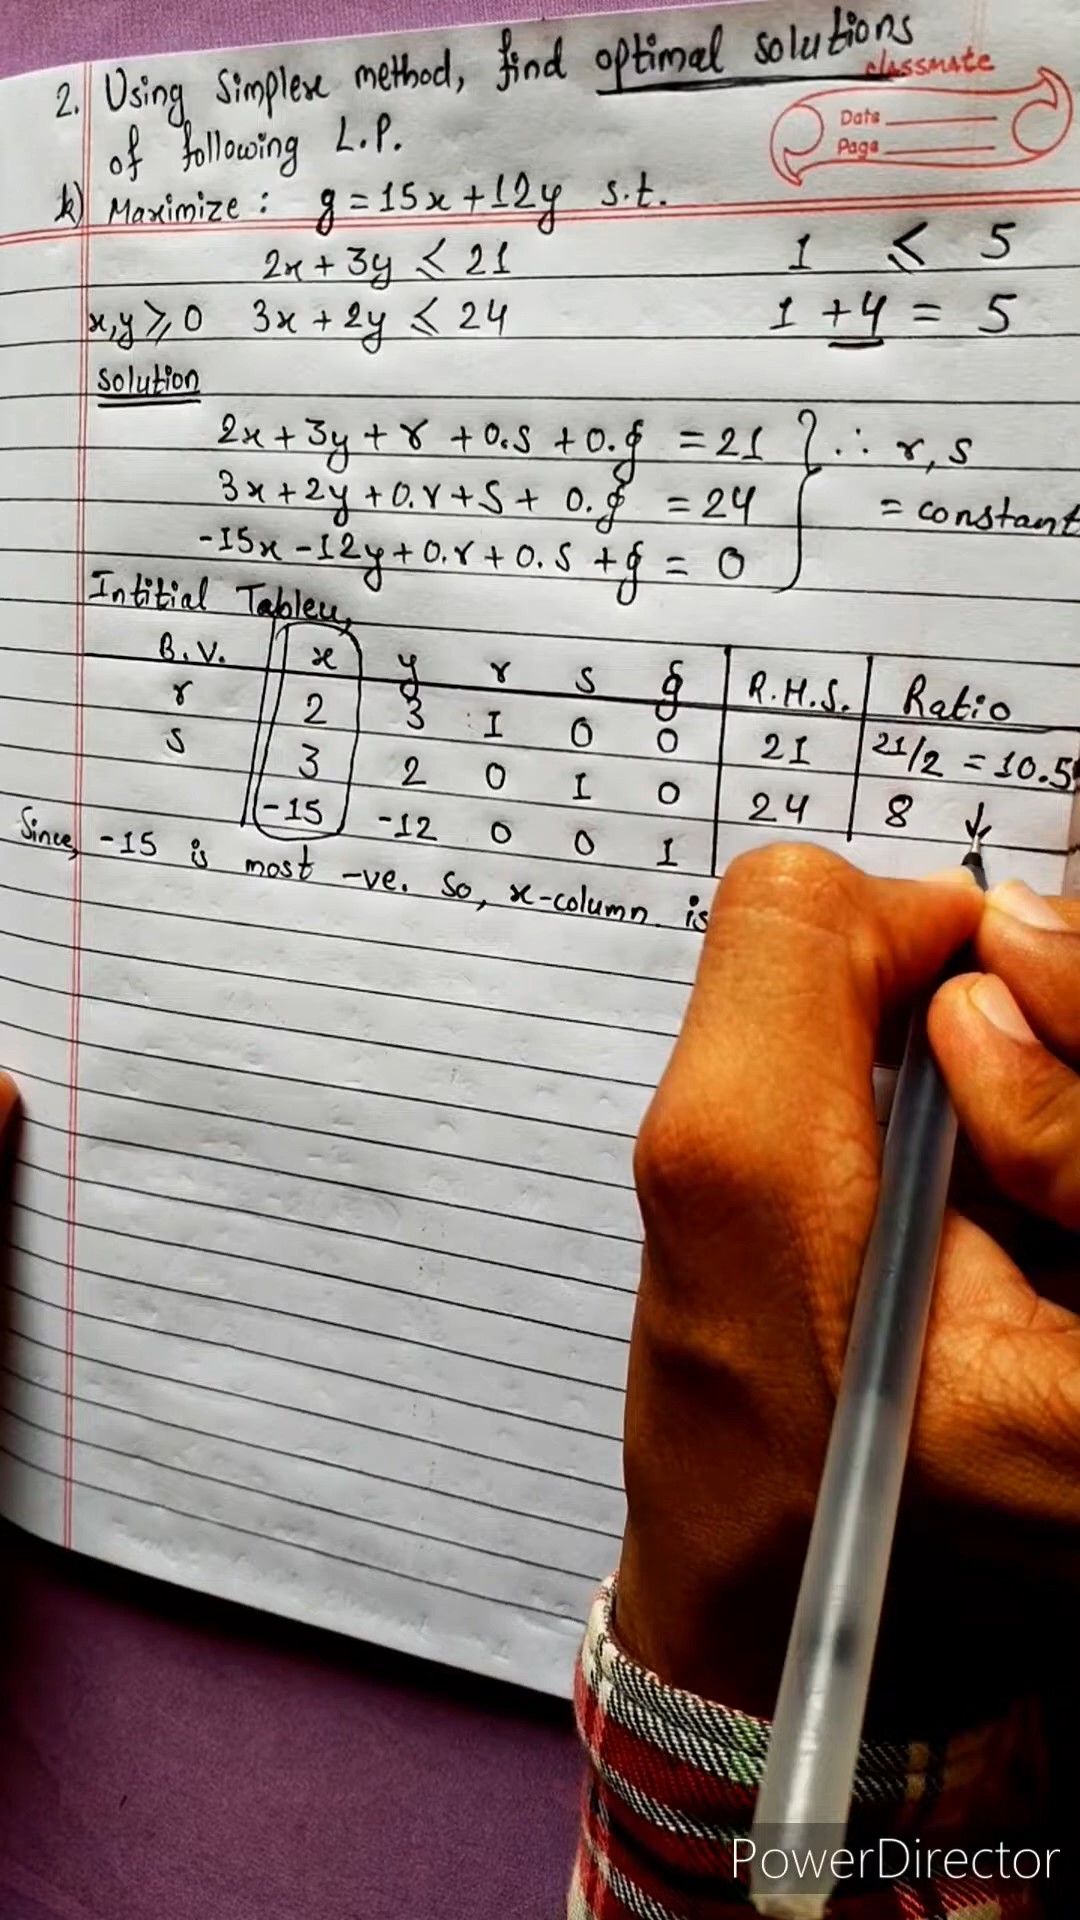 2. Using Simplex method, find optimal solutions
of following L.P.
classmate
Date
Page
k) Maximize : g = 15x + 12y s.t.
2x + 3y ≤ 21
1 ≤ 5
x,y ≥ 0 3x + 2y ≤ 24
1 + 4 = 5
Solution
2x + 3y + r + 0.s + 0.g = 21 } ∴ r, s
3x + 2y + 0.r + s + 0.g = 24 = constant
-15x - 12y + 0.r + 0.s + g = 0
Intitial Tableu,
B.V. x y r s g R.H.S. Ratio
r 2 3 1 0 0 21 21/2 = 10.5
s 3 2 0 1 0 24 8 ↓
-15 -12 0 0 1
Since, -15 is most -ve. So, x-column is
PowerDirector